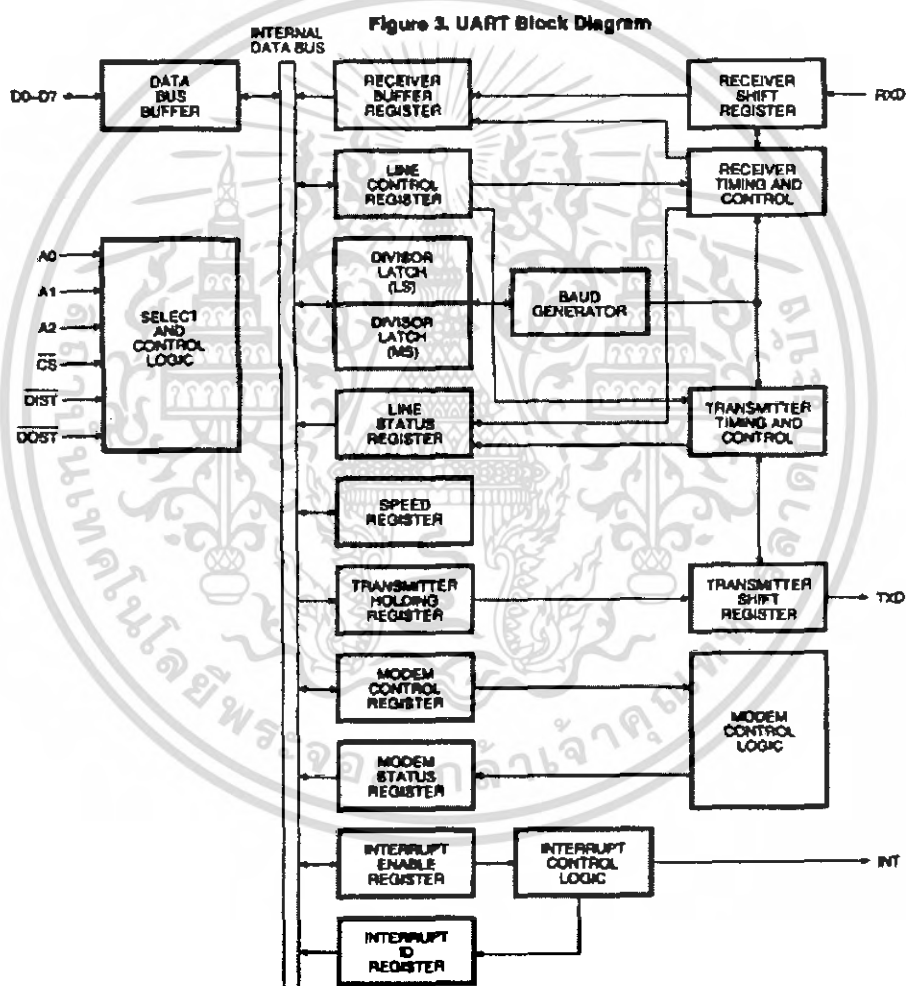 Figure 3. UART Block Diagram
INTERNAL
DATA BUS
D0–D7
DATA
BUS
BUFFER
RECEIVER
BUFFER
REGISTER
RECEIVER
SHIFT
REGISTER
RXD
LINE
CONTROL
REGISTER
RECEIVER
TIMING AND
CONTROL
A0
A1
A2
CS
DIST
DOST
SELECT
AND
CONTROL
LOGIC
DIVISOR
LATCH
(LS)
DIVISOR
LATCH
(MS)
BAUD
GENERATOR
LINE
STATUS
REGISTER
TRANSMITTER
TIMING AND
CONTROL
SPEED
REGISTER
TRANSMITTER
HOLDING
REGISTER
TRANSMITTER
SHIFT
REGISTER
TXD
MODEM
CONTROL
REGISTER
MODEM
CONTROL
LOGIC
MODEM
STATUS
REGISTER
INTERRUPT
ENABLE
REGISTER
INTERRUPT
CONTROL
LOGIC
INT
INTERRUPT
ID
REGISTER